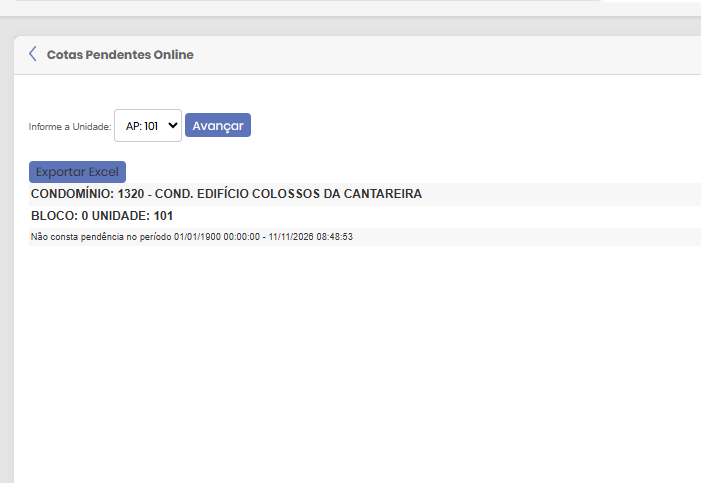 Cotas Pendentes Online
Informe a Unidade: AP: 101 Avançar
Exportar Excel
CONDOMÍNIO: 1320 - COND. EDIFÍCIO COLOSSOS DA CANTAREIRA
BLOCO: 0 UNIDADE: 101
Não consta pendência no período 01/01/1900 00:00:00 - 11/11/2026 08:48:53